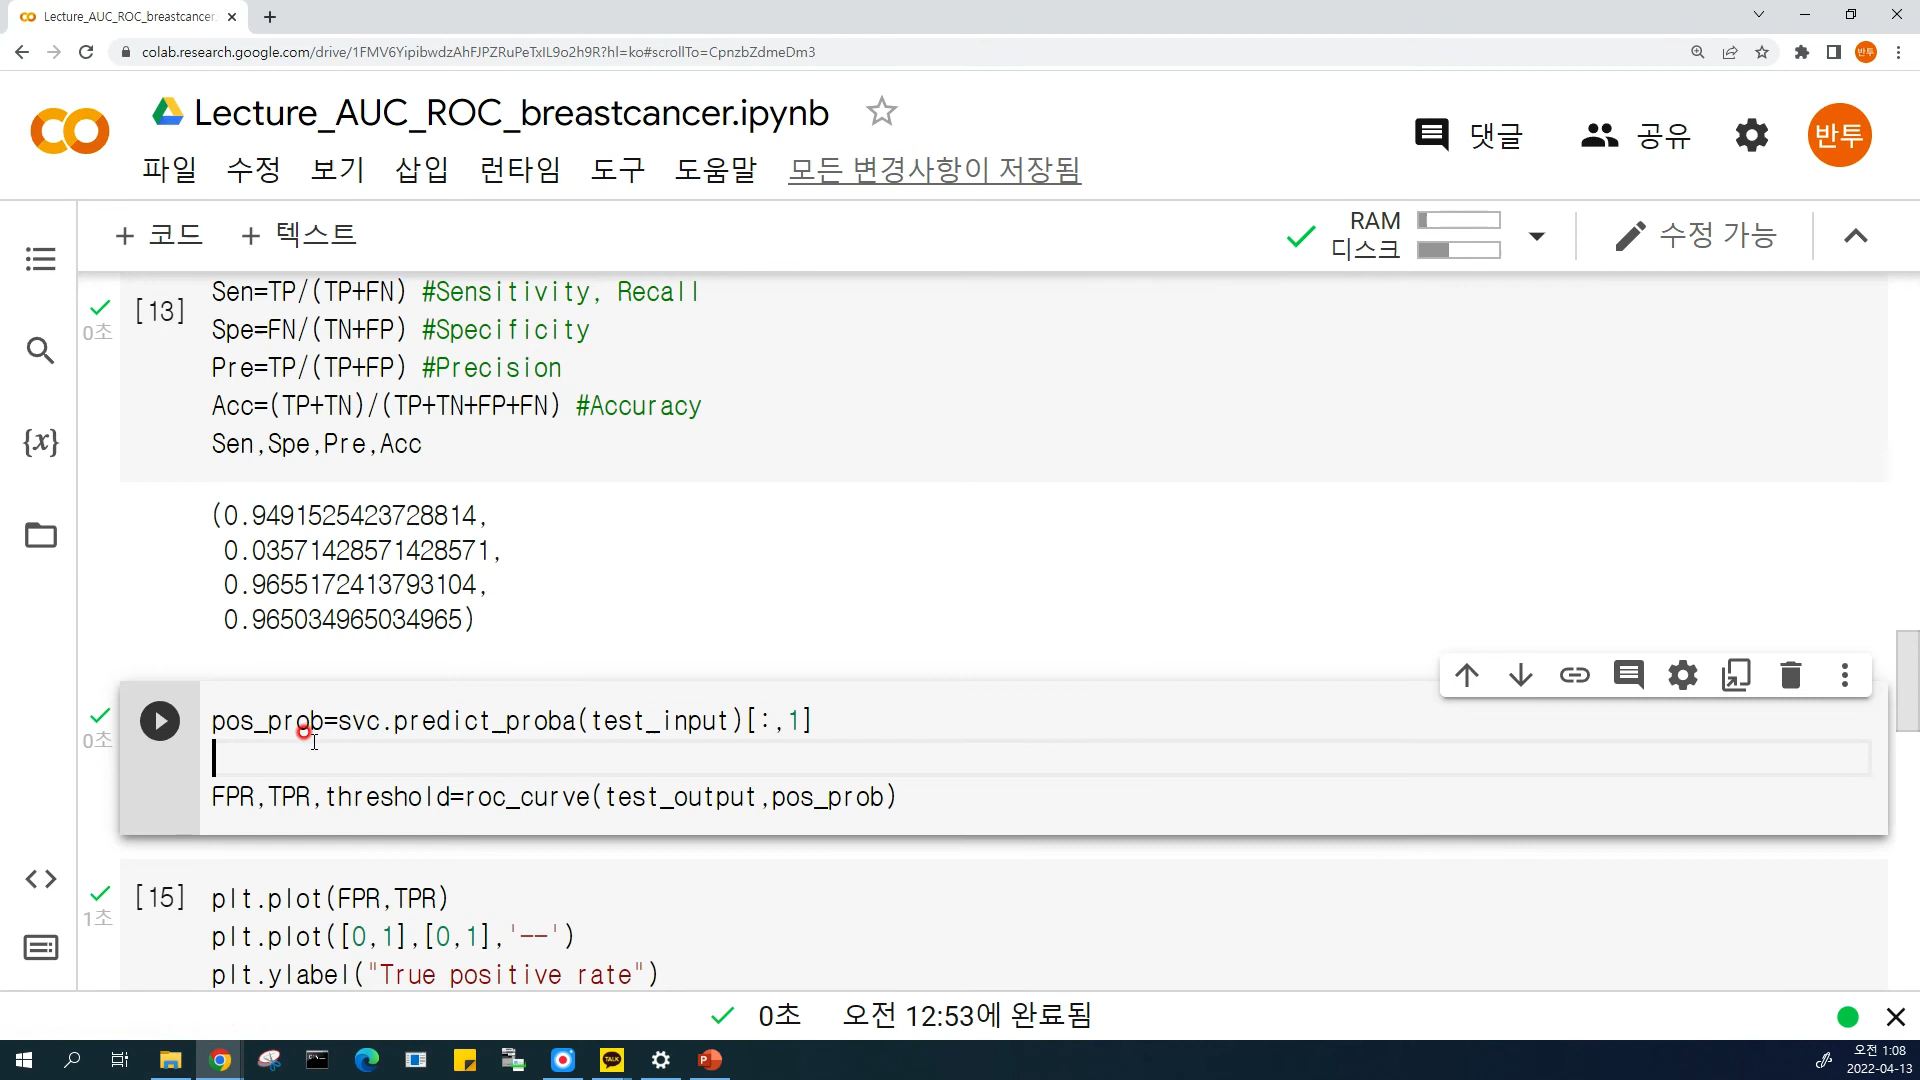 Lecture_AUC_ROC_breastcancer.
colab.research.google.com/drive/1FMV6YipibwdzAhFJPZRuPeTxIL9o2h9R?hl=ko#scrollTo=CpnzbZdmeDm3
반투
Lecture_AUC_ROC_breastcancer.ipynb
댓글
공유
반투
파일 수정 보기 삽입 런타임 도구 도움말 모든 변경사항이 저장됨
+ 코드 + 텍스트
RAM
디스크
수정 가능
{x}
[13]
0초
Sen=TP/(TP+FN) #Sensitivity, Recall
Spe=FN/(TN+FP) #Specificity
Pre=TP/(TP+FP) #Precision
Acc=(TP+TN)/(TP+TN+FP+FN) #Accuracy
Sen,Spe,Pre,Acc
(0.9491525423728814,
0.03571428571428571,
0.9655172413793104,
0.965034965034965)
0초
pos_prob=svc.predict_proba(test_input)[:,1]
FPR,TPR,threshold=roc_curve(test_output,pos_prob)
[15]
1초
plt.plot(FPR,TPR)
plt.plot([0,1],[0,1],'--')
plt.ylabel("True positive rate")
0초 오전 12:53에 완료됨
TALK
오전 1:08
2022-04-13